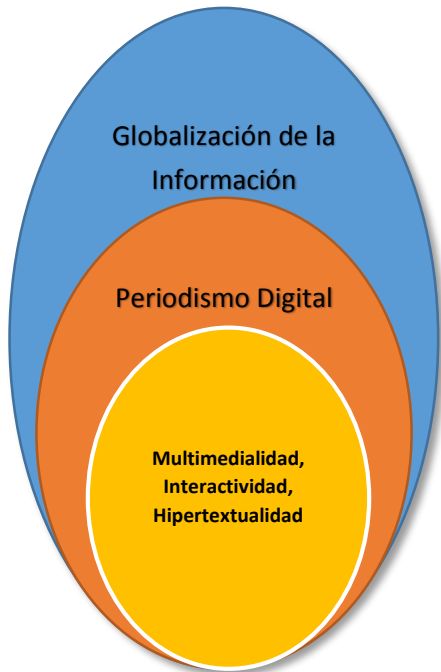 Globalización de la
Información
Periodismo Digital
Multimedialidad,
Interactividad,
Hipertextualidad